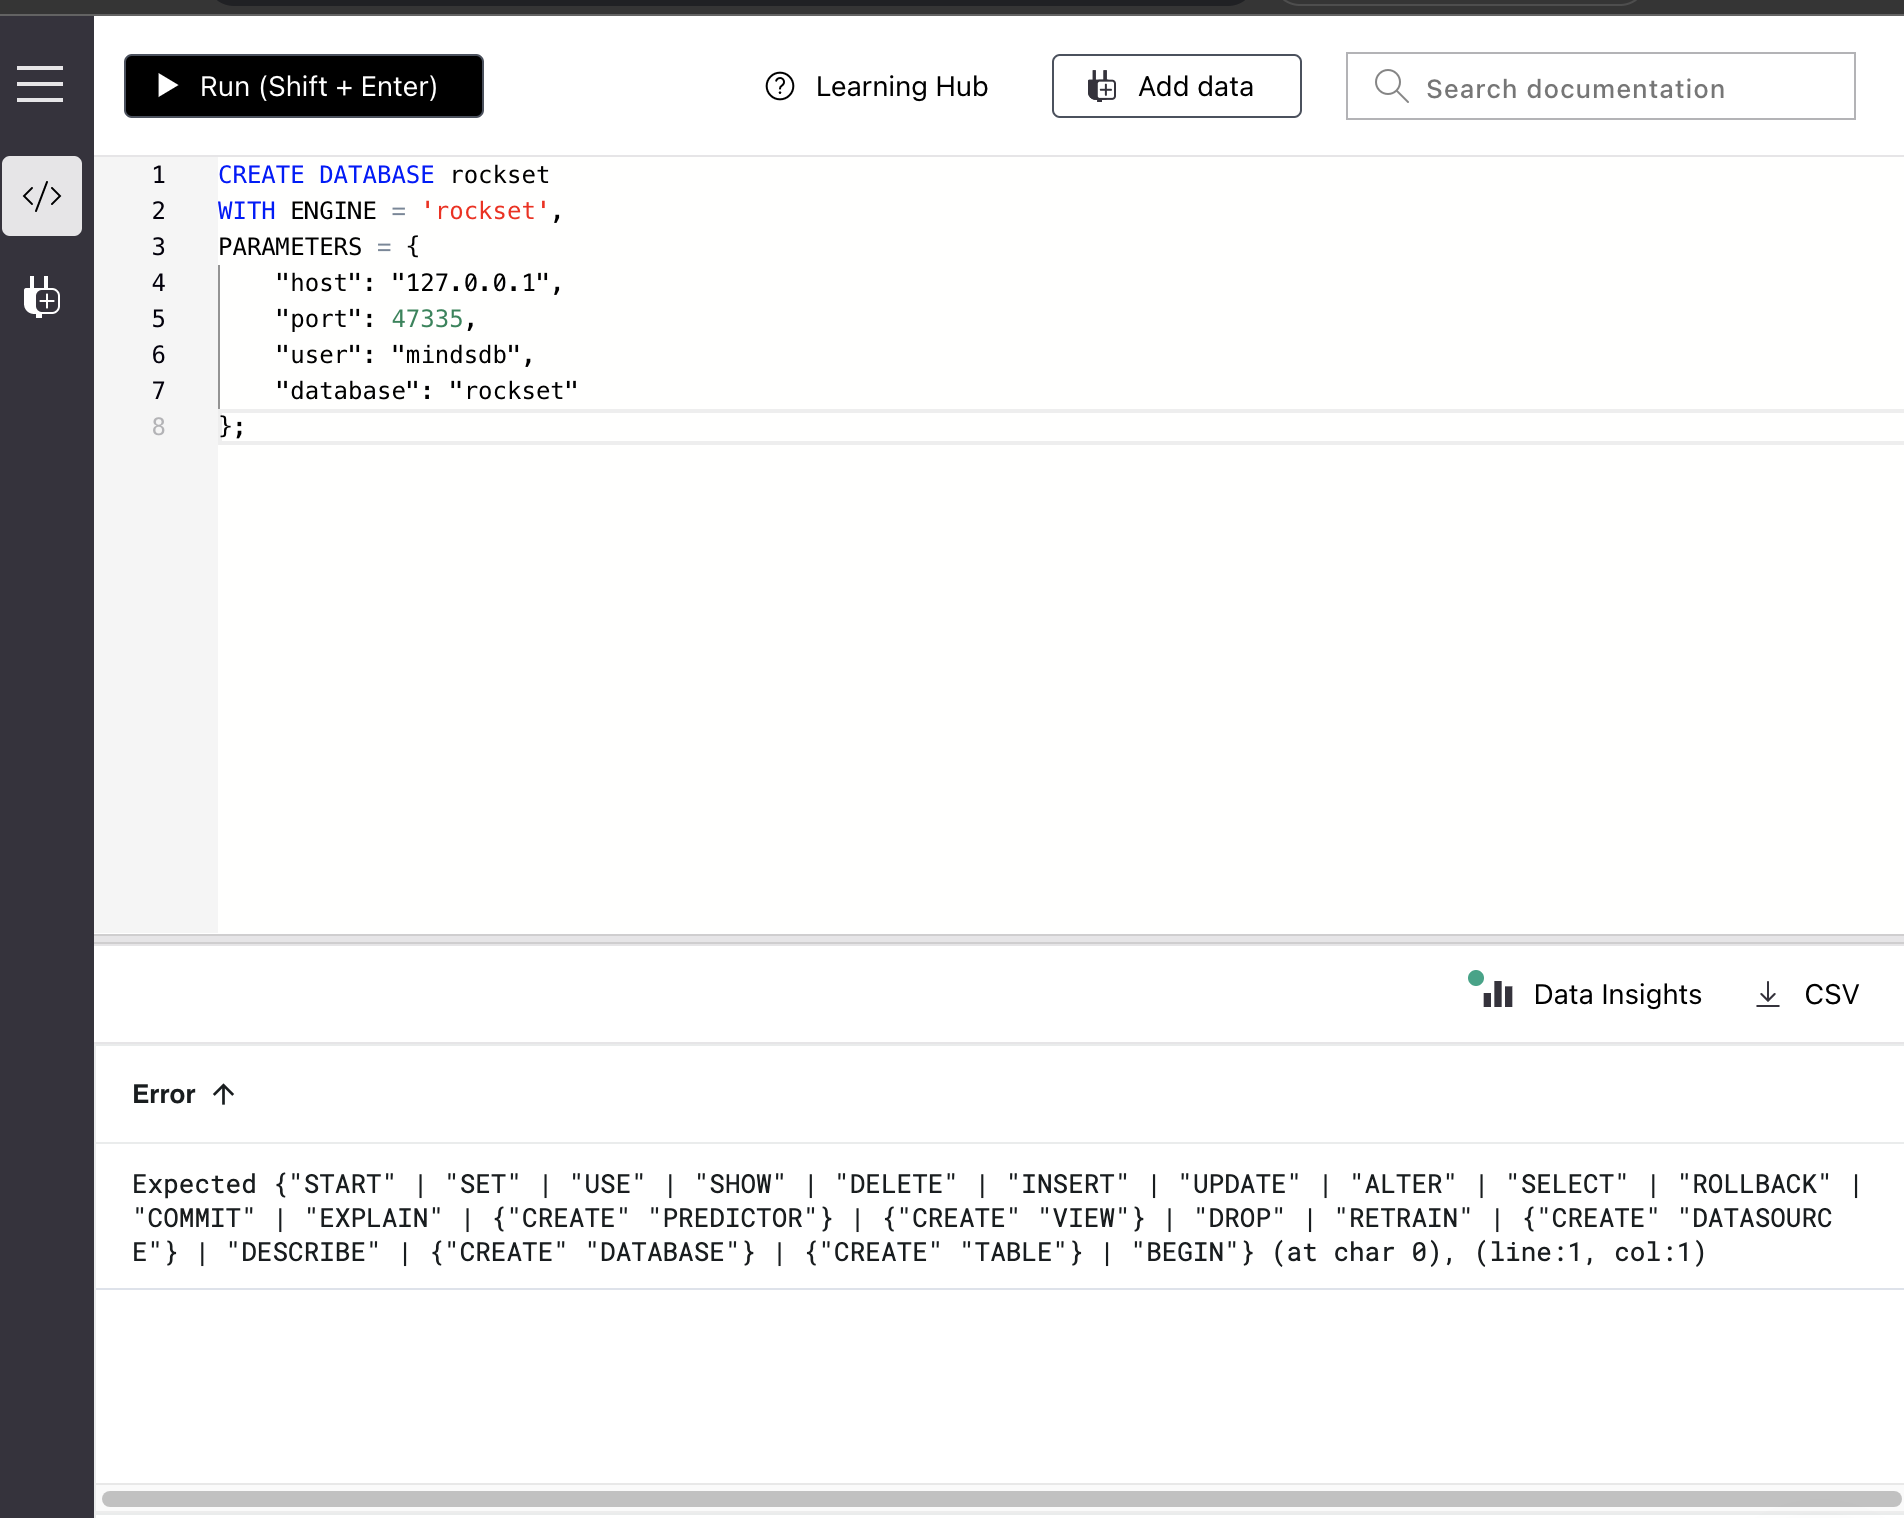 Run (Shift + Enter)
Learning Hub
Add data
Search documentation
1 CREATE DATABASE rockset
2 WITH ENGINE = 'rockset',
3 PARAMETERS = {
4 "host": "127.0.0.1",
5 "port": 47335,
6 "user": "mindsdb",
7 "database": "rockset"
8 };
Data Insights
CSV
Error
Expected {"START" | "SET" | "USE" | "SHOW" | "DELETE" | "INSERT" | "UPDATE" | "ALTER" | "SELECT" | "ROLLBACK" |
"COMMIT" | "EXPLAIN" | {"CREATE" "PREDICTOR"} | {"CREATE" "VIEW"} | "DROP" | "RETRAIN" | {"CREATE" "DATASOURC
E"} | "DESCRIBE" | {"CREATE" "DATABASE"} | {"CREATE" "TABLE"} | "BEGIN"} (at char 0), (line:1, col:1)